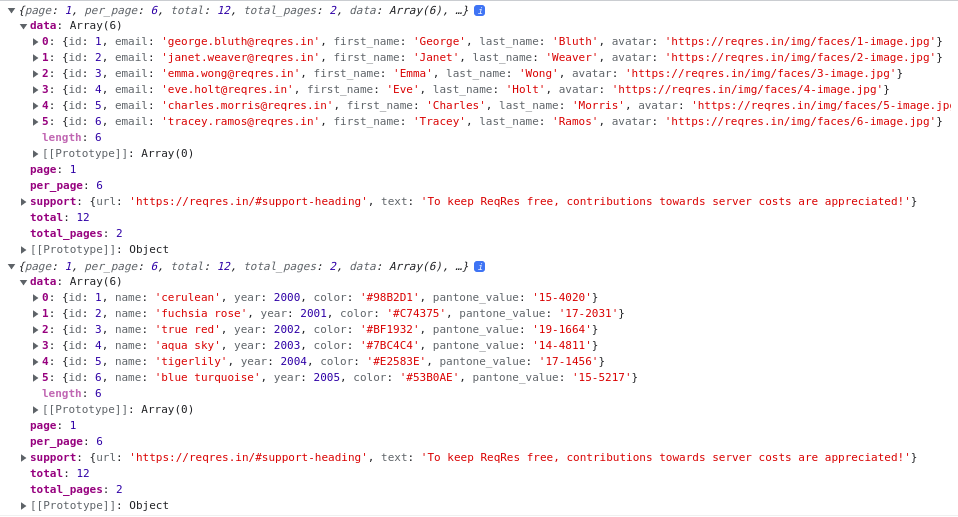 {page: 1, per_page: 6, total: 12, total_pages: 2, data: Array(6), …} i
data: Array(6)
0: {id: 1, email: 'george.bluth@reqres.in', first_name: 'George', last_name: 'Bluth', avatar: 'https://reqres.in/img/faces/1-image.jpg'}
1: {id: 2, email: 'janet.weaver@reqres.in', first_name: 'Janet', last_name: 'Weaver', avatar: 'https://reqres.in/img/faces/2-image.jpg'}
2: {id: 3, email: 'emma.wong@reqres.in', first_name: 'Emma', last_name: 'Wong', avatar: 'https://reqres.in/img/faces/3-image.jpg'}
3: {id: 4, email: 'eve.holt@reqres.in', first_name: 'Eve', last_name: 'Holt', avatar: 'https://reqres.in/img/faces/4-image.jpg'}
4: {id: 5, email: 'charles.morris@reqres.in', first_name: 'Charles', last_name: 'Morris', avatar: 'https://reqres.in/img/faces/5-image.jp
5: {id: 6, email: 'tracey.ramos@reqres.in', first_name: 'Tracey', last_name: 'Ramos', avatar: 'https://reqres.in/img/faces/6-image.jpg'}
length: 6
[[Prototype]]: Array(0)
page: 1
per_page: 6
support: {url: 'https://reqres.in/#support-heading', text: 'To keep ReqRes free, contributions towards server costs are appreciated!'}
total: 12
total_pages: 2
[[Prototype]]: Object
{page: 1, per_page: 6, total: 12, total_pages: 2, data: Array(6), …} i
data: Array(6)
0: {id: 1, name: 'cerulean', year: 2000, color: '#98B2D1', pantone_value: '15-4020'}
1: {id: 2, name: 'fuchsia rose', year: 2001, color: '#C74375', pantone_value: '17-2031'}
2: {id: 3, name: 'true red', year: 2002, color: '#BF1932', pantone_value: '19-1664'}
3: {id: 4, name: 'aqua sky', year: 2003, color: '#7BC4C4', pantone_value: '14-4811'}
4: {id: 5, name: 'tigerlily', year: 2004, color: '#E2583E', pantone_value: '17-1456'}
5: {id: 6, name: 'blue turquoise', year: 2005, color: '#53B0AE', pantone_value: '15-5217'}
length: 6
[[Prototype]]: Array(0)
page: 1
per_page: 6
support: {url: 'https://reqres.in/#support-heading', text: 'To keep ReqRes free, contributions towards server costs are appreciated!'}
total: 12
total_pages: 2
[[Prototype]]: Object